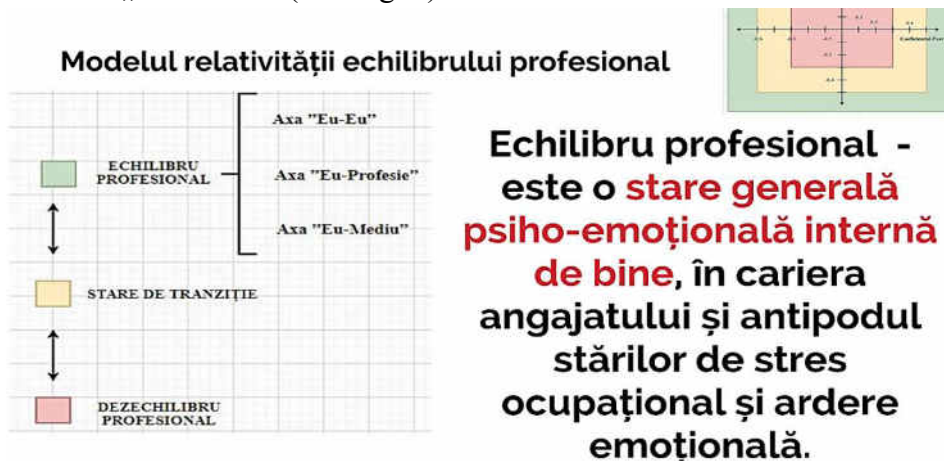 Modelul relativității echilibrului profesional
Axa ”Eu-Eu”
ECHILIBRU
PROFESIONAL
Axa ”Eu-Profesie”
Axa ”Eu-Mediu”
STARE DE TRANZIȚIE
DEZECHILIBRU
PROFESIONAL
Echilibru profesional -
este o stare generală
psiho-emoțională internă
de bine, în cariera
angajatului și antipodul
stărilor de stres
ocupațional și ardere
emoțională.